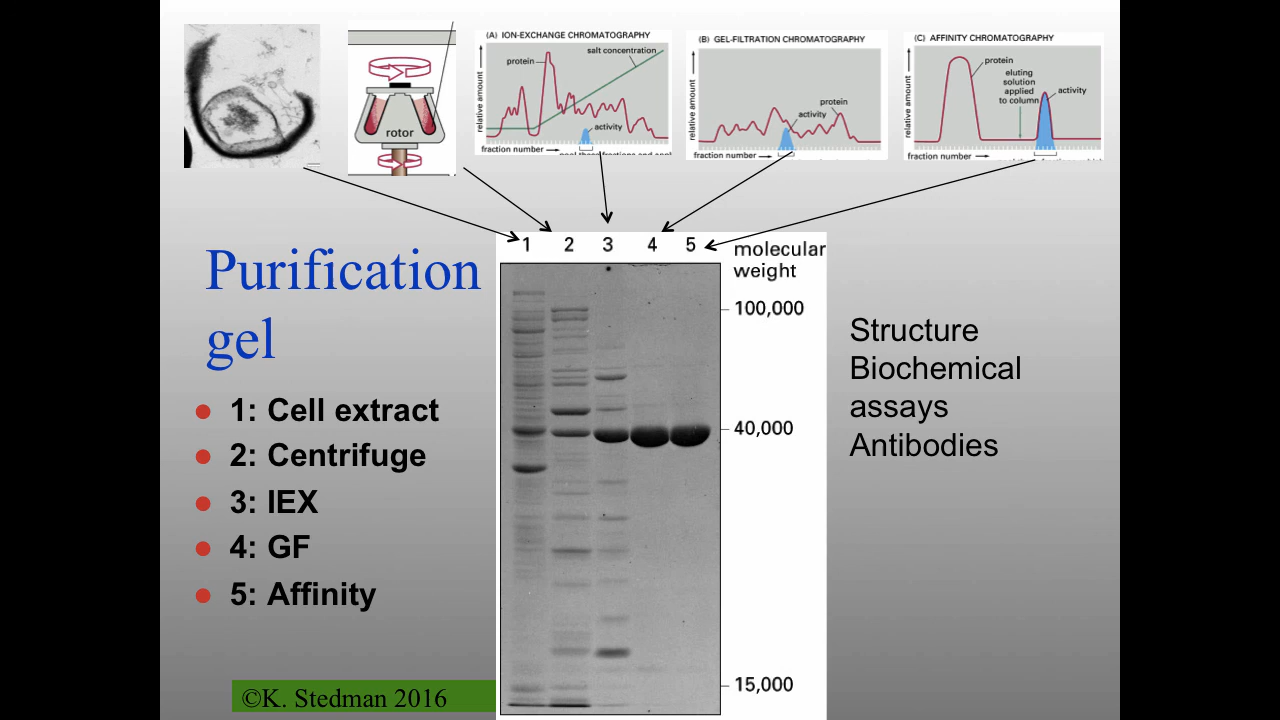 (A) ION-EXCHANGE CHROMATOGRAPHY
salt concentration
protein
relative amount
activity
fraction number
(B) GEL-FILTRATION CHROMATOGRAPHY
protein
activity
relative amount
fraction number
(C) AFFINITY CHROMATOGRAPHY
protein
eluting
solution
applied
to column
activity
relative amount
fraction number
rotor
1 2 3 4 5
molecular
weight
100,000
40,000
15,000
Purification
gel
1: Cell extract
2: Centrifuge
3: IEX
4: GF
5: Affinity
Structure
Biochemical
assays
Antibodies
©K. Stedman 2016